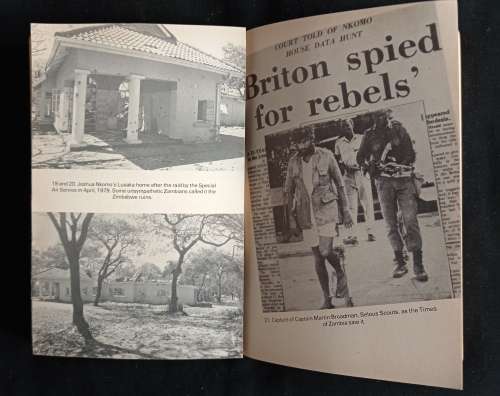 19 and 20. Joshua Nkomo's Lusaka home after the raid by the Special
Air Service in April, 1979. Some unsympathetic Zambians called it the
Zimbabwe ruins.
COURT TOLD OF NKOMO
HOUSE DATA HUNT
'Briton spied
for rebels'
21. Capture of Captain Martin Broadman, Selous Scouts, as the Times
of Zambia saw it.